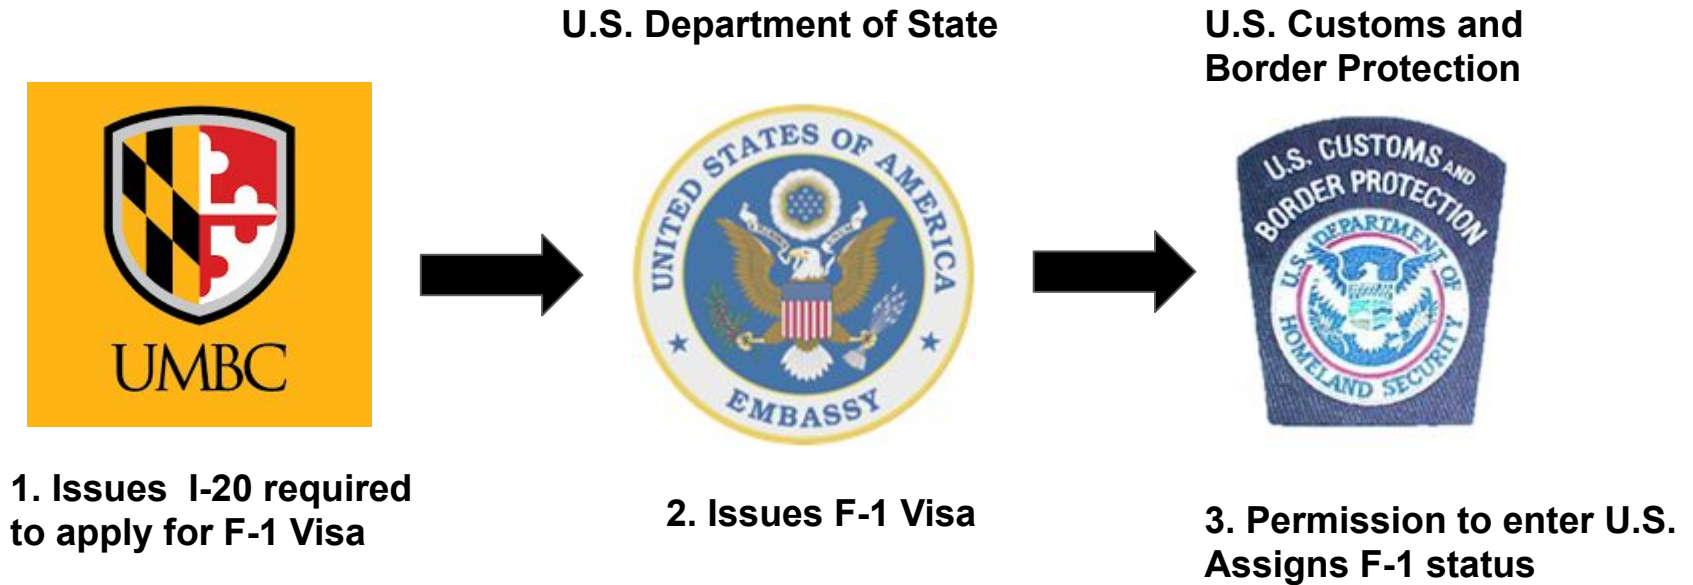 U.S. Department of State
U.S. Customs and
Border Protection
UMBC
UNITED STATES OF AMERICA
EMBASSY
U.S. CUSTOMS AND
BORDER PROTECTION
U.S. DEPARTMENT OF
HOMELAND SECURITY
1. Issues  I-20 required
to apply for F-1 Visa
2. Issues F-1 Visa
3. Permission to enter U.S.
Assigns F-1 status